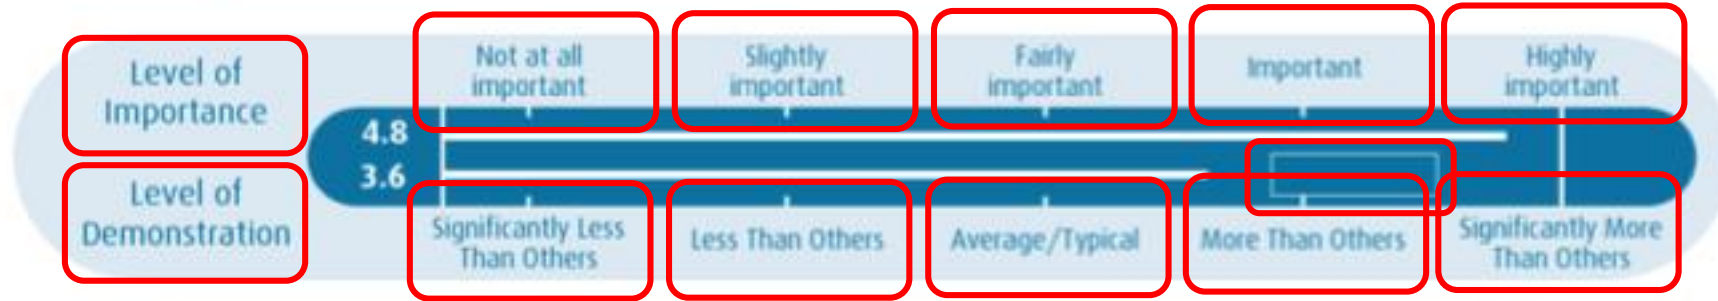 Level of
Importance
Not at all
important
Slightly
important
Fairly
important
Important
Highly
important
4.8
3.6
Level of
Demonstration
Significantly Less
Than Others
Less Than Others
Average/Typical
More Than Others
Significantly More
Than Others